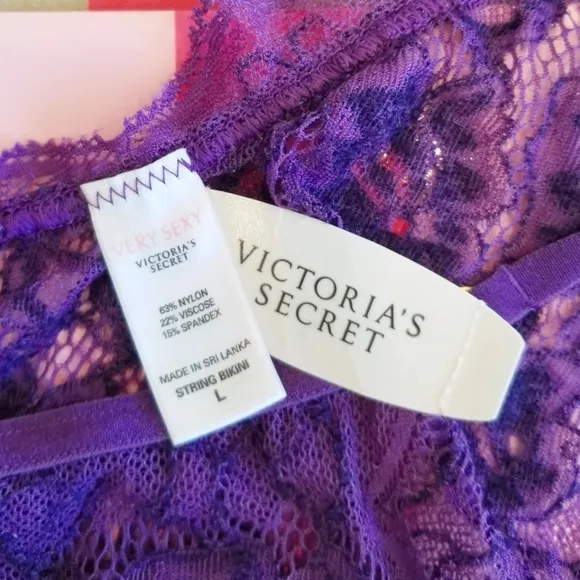 VERY SEXY
VICTORIA'S
SECRET
63% NYLON
22% VISCOSE
15% SPANDEX
MADE IN SRI LANKA
STRING BIKINI
L
VICTORIA'S
SECRET